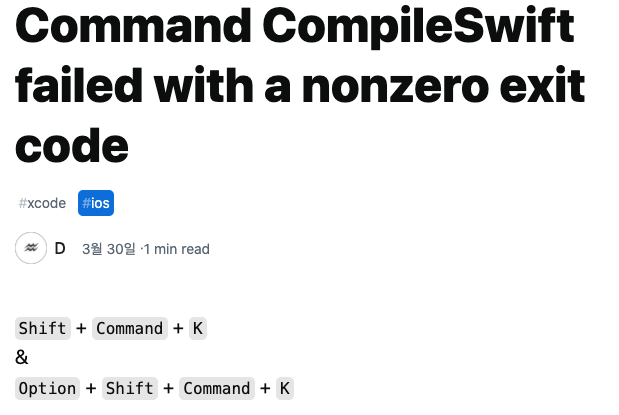 Command CompileSwift
failed with a nonzero exit
code
#xcode #ios
D 3월 30일 ·1 min read
Shift + Command + K
&
Option + Shift + Command + K